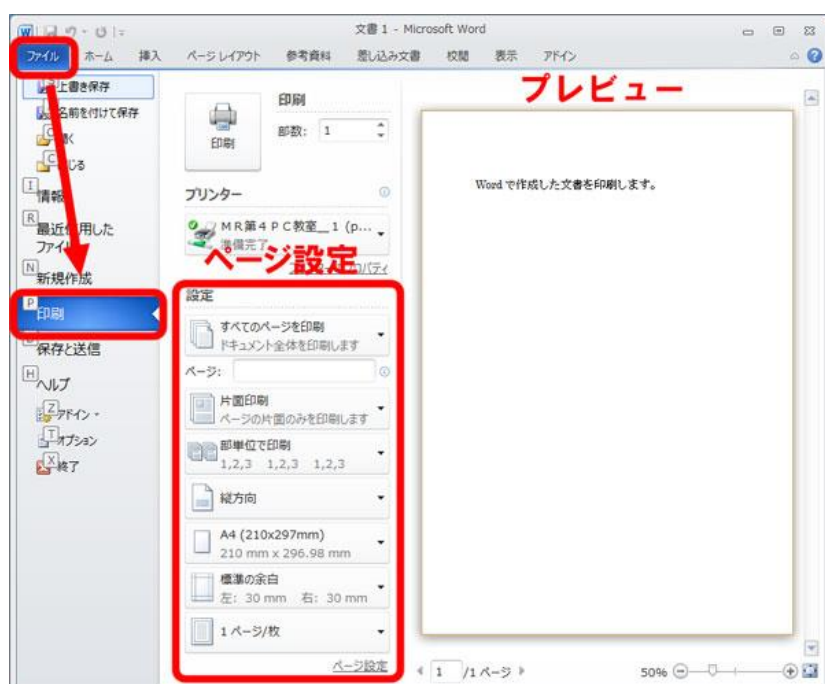 文書 1 - Microsoft Word
ファイル ホーム 挿入 ページ レイアウト 参考資料 差し込み文書 校閲 表示 アドイン
プレビュー
上書き保存
名前を付けて保存
C
じる
I
情報
R
最近使用した
ファイル
N
新規作成
P
印刷
保存と送信
H
ヘルプ
Z
アドイン
T
オプション
X
終了
印刷
印刷
部数: 1
プリンター
MR第4PC教室_1 (p...
準備完了
ページ設定
設定
すべてのページを印刷
ドキュメント全体を印刷します
ページ:
片面印刷
ページの片面のみを印刷します
部単位で印刷
1,2,3 1,2,3 1,2,3
縦方向
A4 (210x297mm)
210 mm x 296.98 mm
標準の余白
左: 30 mm 右: 30 mm
1 ページ/枚
ページ設定
Word で作成した文書を印刷します。
1 /1 ページ
50%